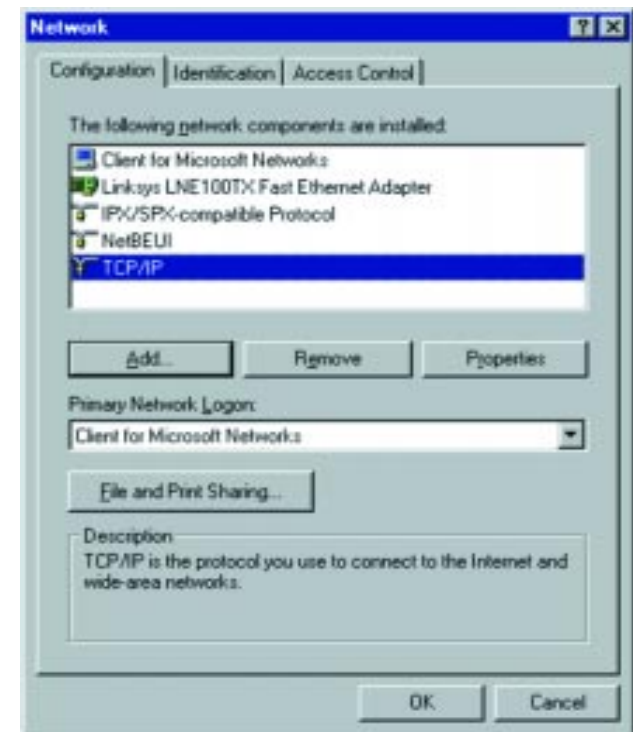 Network
Configuration Identification Access Control
The following network components are installed:
Client for Microsoft Networks
Linksys LNE100TX Fast Ethernet Adapter
IPX/SPX-compatible Protocol
NetBEUI
TCP/IP
Add... Remove Properties
Primary Network Logon:
Client for Microsoft Networks
File and Print Sharing...
Description
TCP/IP is the protocol you use to connect to the Internet and
wide-area networks.
OK Cancel